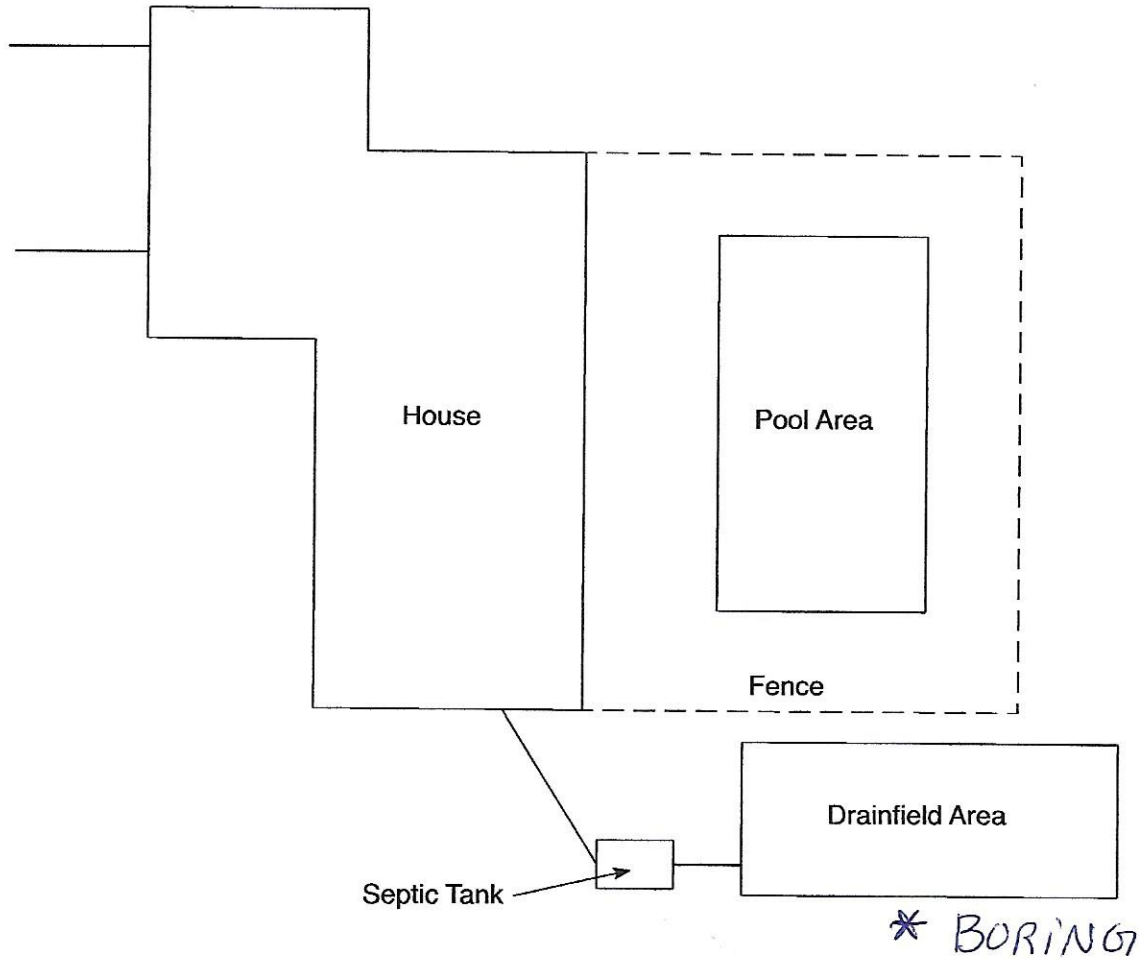 House
Pool Area
Fence
Drainfield Area
Septic Tank
* BORING